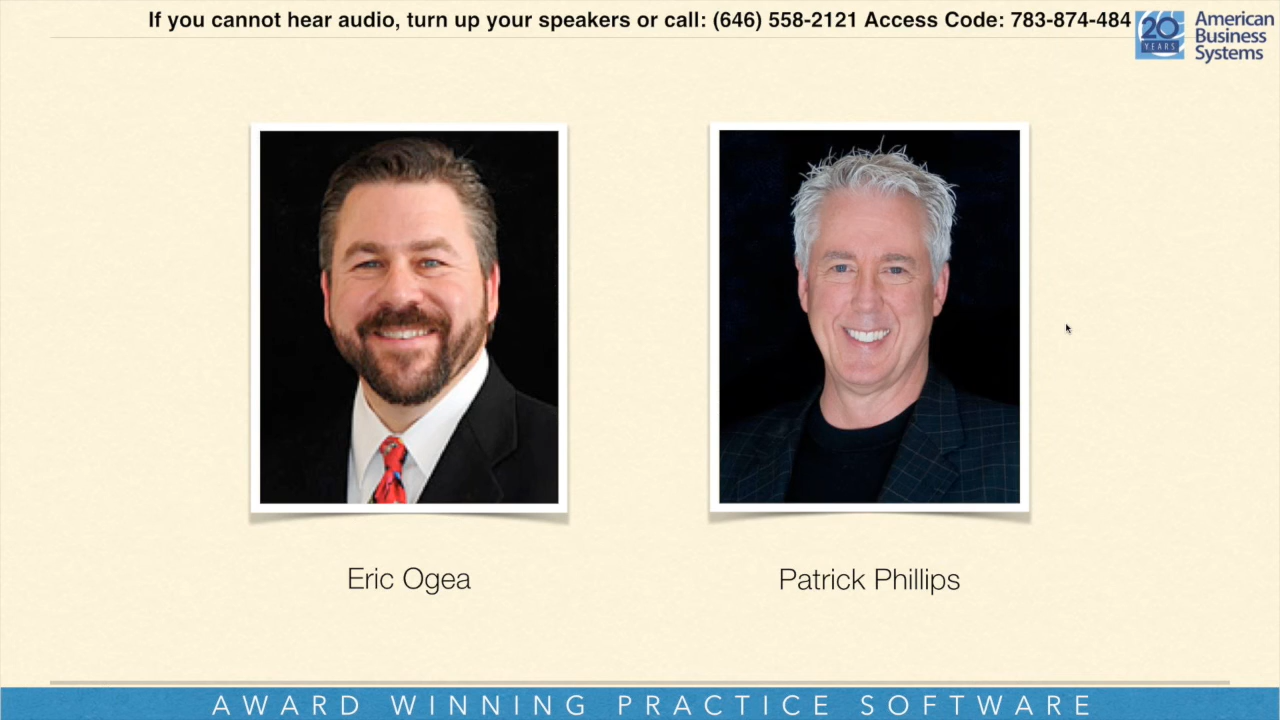 If you cannot hear audio, turn up your speakers or call: (646) 558-2121 Access Code: 783-874-484
20
YEARS
American
Business
Systems
Eric Ogea
Patrick Phillips
AWARD WINNING PRACTICE SOFTWARE